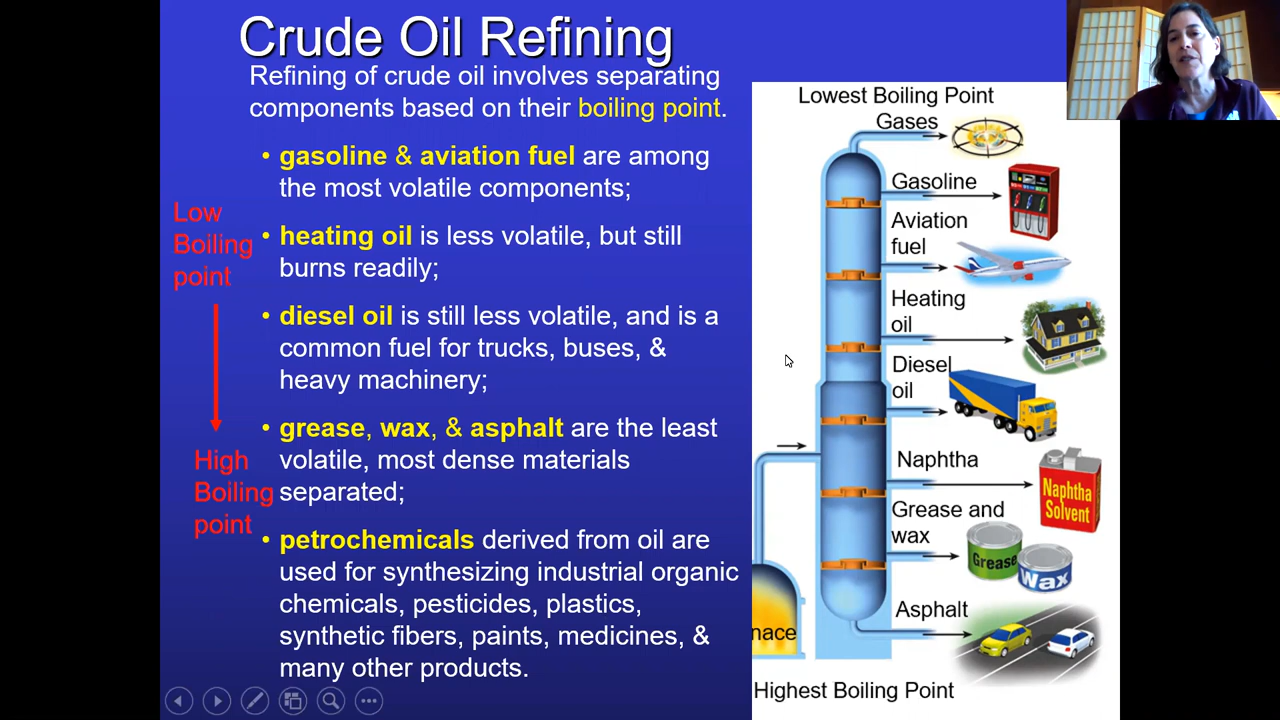 Crude Oil Refining
Refining of crude oil involves separating
components based on their boiling point.
• gasoline & aviation fuel are among
the most volatile components;
• heating oil is less volatile, but still
burns readily;
• diesel oil is still less volatile, and is a
common fuel for trucks, buses, &
heavy machinery;
• grease, wax, & asphalt are the least
volatile, most dense materials
separated;
• petrochemicals derived from oil are
used for synthesizing industrial organic
chemicals, pesticides, plastics,
synthetic fibers, paints, medicines, &
many other products.
Low
Boiling
point
High
Boiling
point
Lowest Boiling Point
Gases
Gasoline
Aviation
fuel
Heating
oil
Diesel
oil
Naphtha
Naphtha
Solvent
Grease and
wax
Grease
Wax
Asphalt
nace
Highest Boiling Point